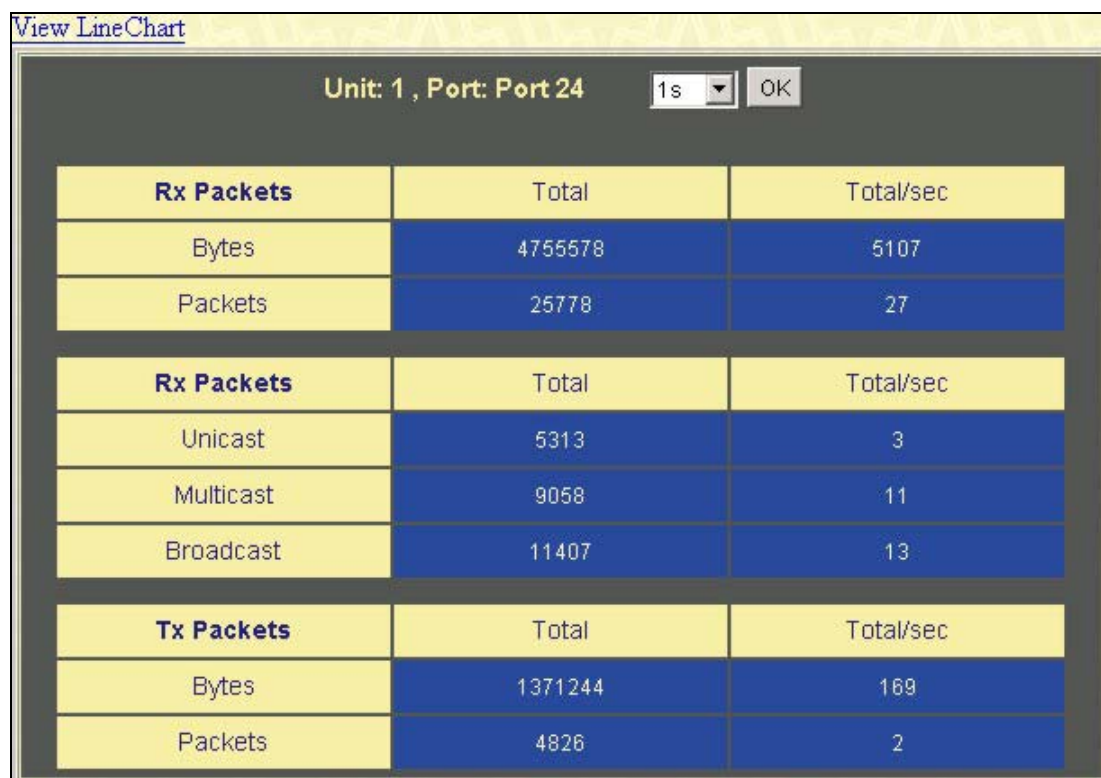 View LineChart
Unit: 1 , Port: Port 24 1s OK
Rx Packets Total Total/sec
Bytes 4755578 5107
Packets 25778 27
Rx Packets Total Total/sec
Unicast 5313 3
Multicast 9058 11
Broadcast 11407 13
Tx Packets Total Total/sec
Bytes 1371244 169
Packets 4826 2